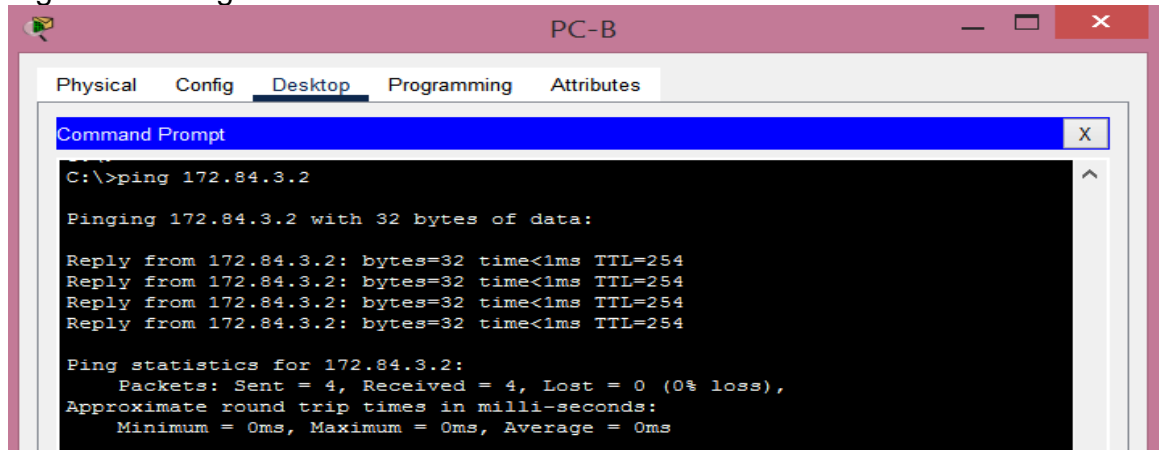 PC-B
Physical Config Desktop Programming Attributes
Command Prompt X
C:\>ping 172.84.3.2
Pinging 172.84.3.2 with 32 bytes of data:
Reply from 172.84.3.2: bytes=32 time<1ms TTL=254
Reply from 172.84.3.2: bytes=32 time<1ms TTL=254
Reply from 172.84.3.2: bytes=32 time<1ms TTL=254
Reply from 172.84.3.2: bytes=32 time<1ms TTL=254
Ping statistics for 172.84.3.2:
Packets: Sent = 4, Received = 4, Lost = 0 (0% loss),
Approximate round trip times in milli-seconds:
Minimum = 0ms, Maximum = 0ms, Average = 0ms